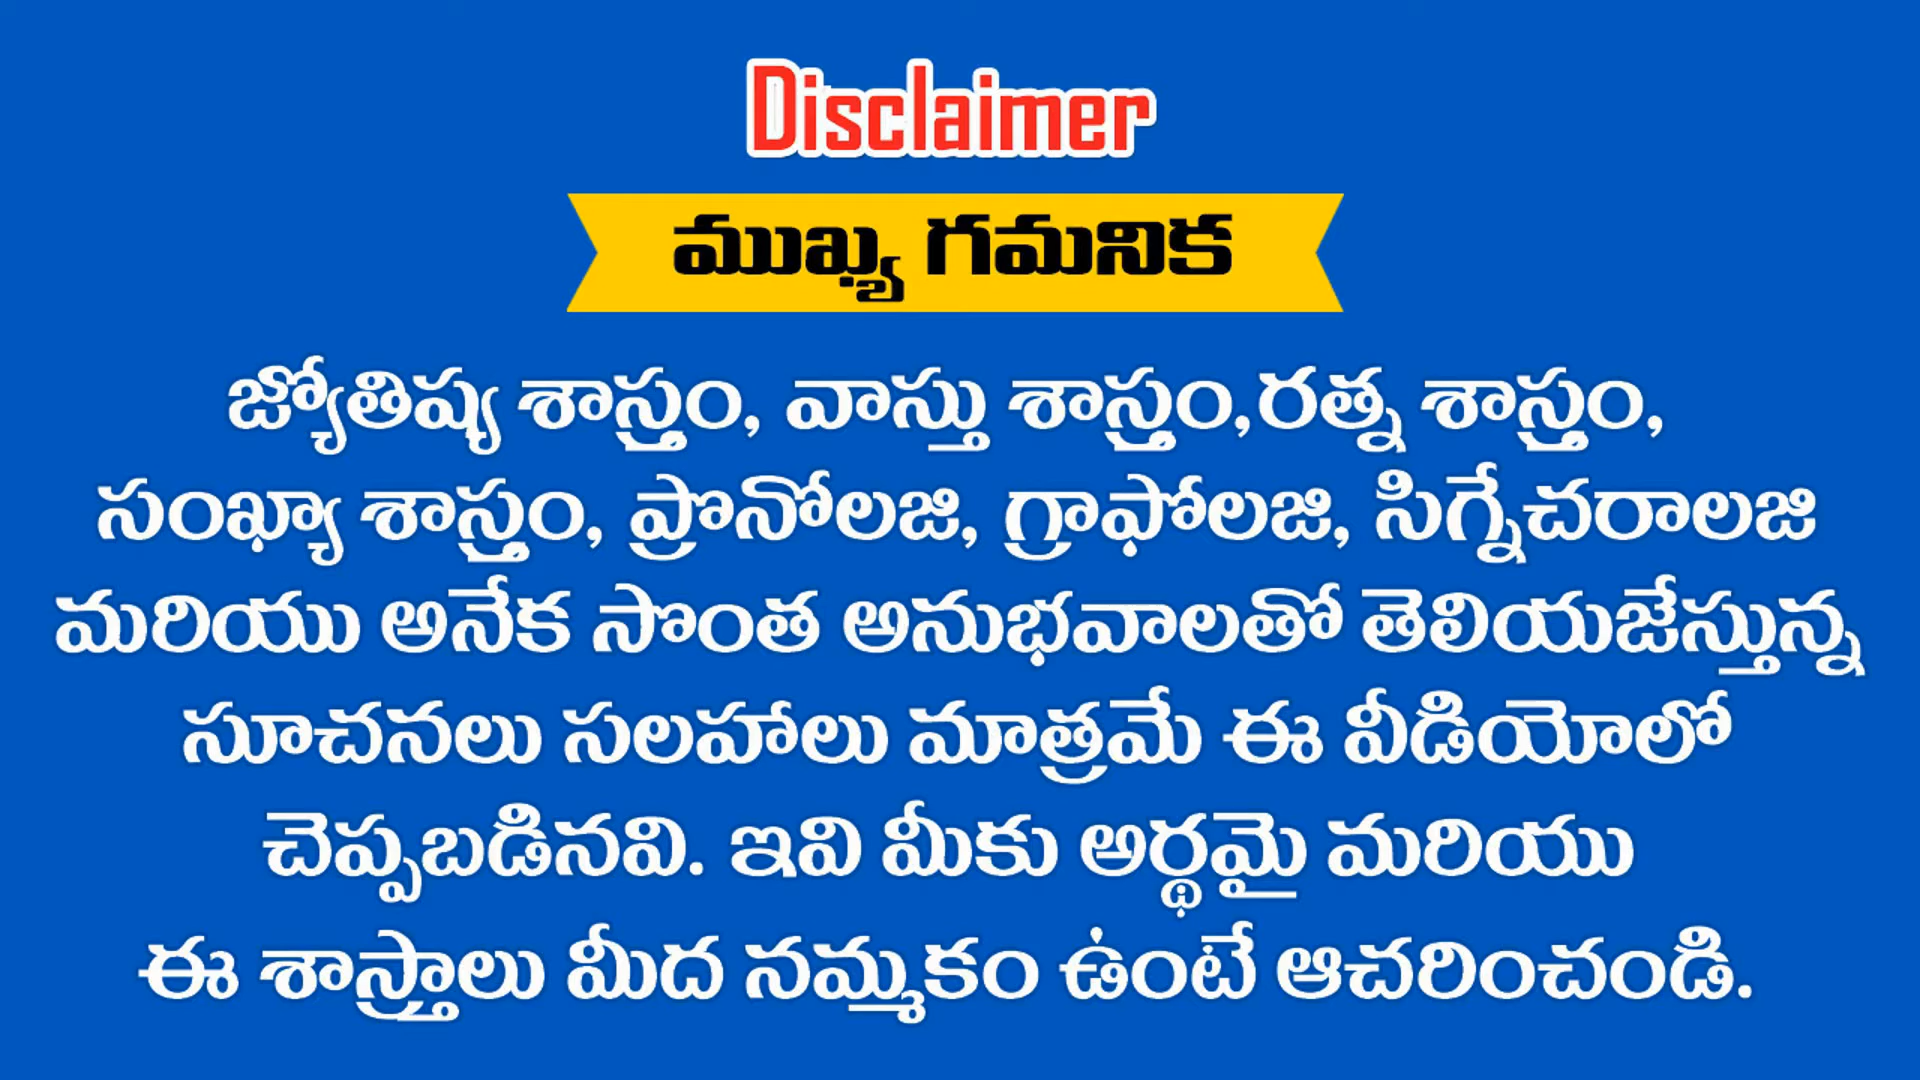 Disclaimer
ముఖ్య గమనిక
జ్యోతిష్య శాస్త్రం, వాస్తు శాస్త్రం,రత్న శాస్త్రం,
సంఖ్యా శాస్త్రం, ప్రొనోలజి, గ్రాఫోలజి, సిగ్నేచరాలజి
మరియు అనేక సొంత అనుభవాలతో తెలియజేస్తున్న
సూచనలు సలహాలు మాత్రమే ఈ వీడియోలో
చెప్పబడినవి. ఇవి మీకు అర్థమై మరియు
ఈ శాస్త్రాలు మీద నమ్మకం ఉంటే ఆచరించండి.